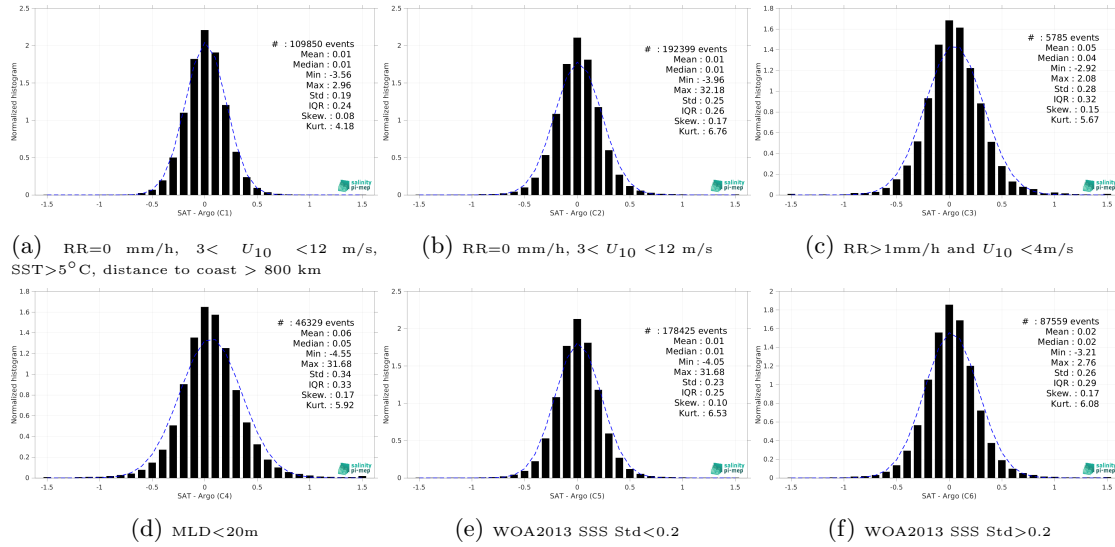 2.5
2
1.5
1
0.5
0
Normalized histogram
# : 109850 events
Mean : 0.01
Median : 0.01
Min : -3.56
Max : 2.96
Std : 0.19
IQR : 0.24
Skew. : 0.08
Kurt. : 4.18
salinity
pi-mep
-1.5 -1 -0.5 0 0.5 1 1.5
SAT - Argo (C1)
(a) RR=0 mm/h, 3< U10 <12 m/s,
SST>5°C, distance to coast > 800 km
2.5
2
1.5
1
0.5
0
Normalized histogram
# : 192399 events
Mean : 0.01
Median : 0.01
Min : -3.96
Max : 32.18
Std : 0.25
IQR : 0.26
Skew. : 0.17
Kurt. : 6.76
salinity
pi-mep
-1.5 -1 -0.5 0 0.5 1 1.5
SAT - Argo (C2)
(b) RR=0 mm/h, 3< U10 <12 m/s
1.8
1.6
1.4
1.2
1
0.8
0.6
0.4
0.2
0
Normalized histogram
# : 5785 events
Mean : 0.05
Median : 0.04
Min : -2.92
Max : 2.08
Std : 0.28
IQR : 0.32
Skew. : 0.15
Kurt. : 5.67
salinity
pi-mep
-1.5 -1 -0.5 0 0.5 1 1.5
SAT - Argo (C3)
(c) RR>1mm/h and U10 <4m/s
1.8
1.6
1.4
1.2
1
0.8
0.6
0.4
0.2
0
Normalized histogram
# : 46329 events
Mean : 0.06
Median : 0.05
Min : -4.55
Max : 31.68
Std : 0.34
IQR : 0.33
Skew. : 0.17
Kurt. : 5.92
salinity
pi-mep
-1.5 -1 -0.5 0 0.5 1 1.5
SAT - Argo (C4)
(d) MLD<20m
2.5
2
1.5
1
0.5
0
Normalized histogram
# : 178425 events
Mean : 0.01
Median : 0.01
Min : -4.05
Max : 31.68
Std : 0.23
IQR : 0.25
Skew. : 0.10
Kurt. : 6.53
salinity
pi-mep
-1.5 -1 -0.5 0 0.5 1 1.5
SAT - Argo (C5)
(e) WOA2013 SSS Std<0.2
2
1.8
1.6
1.4
1.2
1
0.8
0.6
0.4
0.2
0
Normalized histogram
# : 87559 events
Mean : 0.02
Median : 0.02
Min : -3.21
Max : 2.76
Std : 0.26
IQR : 0.29
Skew. : 0.17
Kurt. : 6.08
salinity
pi-mep
-1.5 -1 -0.5 0 0.5 1 1.5
SAT - Argo (C6)
(f) WOA2013 SSS Std>0.2